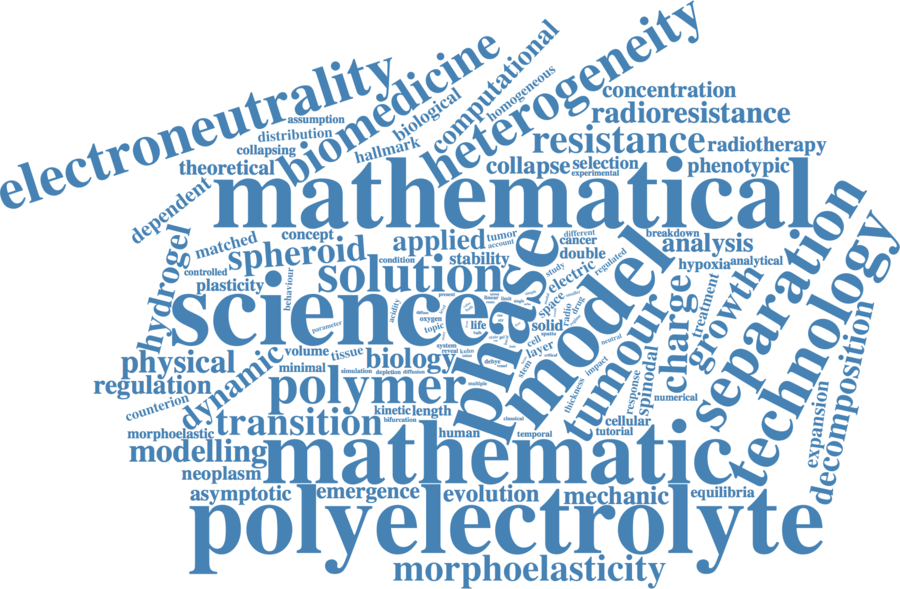 electroneutrality
biomedicine
computational
homogeneous
heterogeneity
assumption
distribution
collapsing
hallmark
biological
concentration
radioresistance
resistance
radiotherapy
theoretical
collapse
selection
experimental
phenotypic
dependent
mathematical
matched
concept
spheroid
applied
tumor
account
different
cancer
double
breakdown
analysis
hydrogel
controlled
plasticity
behaviour
solution
condition
stability
phase
study
electric
regulated
model
hypoxia
analytical
separation
technology
science
acidity
parameter
oxygen
topic
life
space
radio
drug
solid
charge
treatment
growth
physical
regulation
counterion
dynamic
volume
minimal
tissue
biology
system
reveal
simulation
depletion
diffusion
debye
stem
cell
layer
critical
neutral
impact
thickness
tumour
response
spinodal
numerical
decomposition
expansion
polymer
multiple
transition
kinetic
length
bifurcation
classical
cellular
tutorial
morphoelastic
modelling
mathematic
human
temporal
neoplasm
asymptotic
emergence
evolution
mechanic
equilibria
polyelectrolyte
morphoelasticity